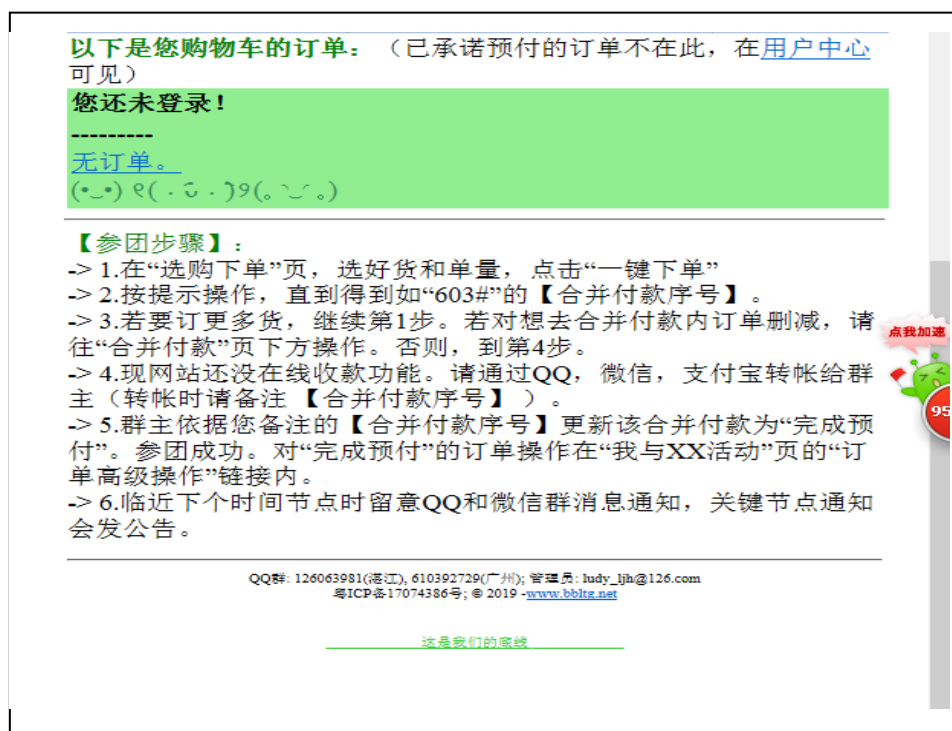 以下是您购物车的订单：（已承诺预付的订单不在此，在用户中心
可见）
您还未登录！
---------
无订单。
【参团步骤】：
-> 1.在“选购下单”页，选好货和单量，点击“一键下单”
-> 2.按提示操作，直到得到如“603#”的【合并付款序号】。
-> 3.若要订更多货，继续第1步。若对想去合并付款内订单删减，请
往“合并付款”页下方操作。否则，到第4步。
-> 4.现网站还没在线收款功能。请通过QQ，微信，支付宝转帐给群
主（转帐时请备注 【合并付款序号】 ）。
-> 5.群主依据您备注的【合并付款序号】更新该合并付款为“完成预
付”。参团成功。对“完成预付”的订单操作在“我与XX活动”页的“订
单高级操作”链接内。
-> 6.临近下个时间节点时留意QQ和微信群消息通知，关键节点通知
会发公告。
QQ群: 126063981(湛江), 610392729(广州); 管理员: ludy_ljh@126.com
粤ICP备17074386号; © 2019 -www.bbltg.net
这是我们的底线
点我加速
95